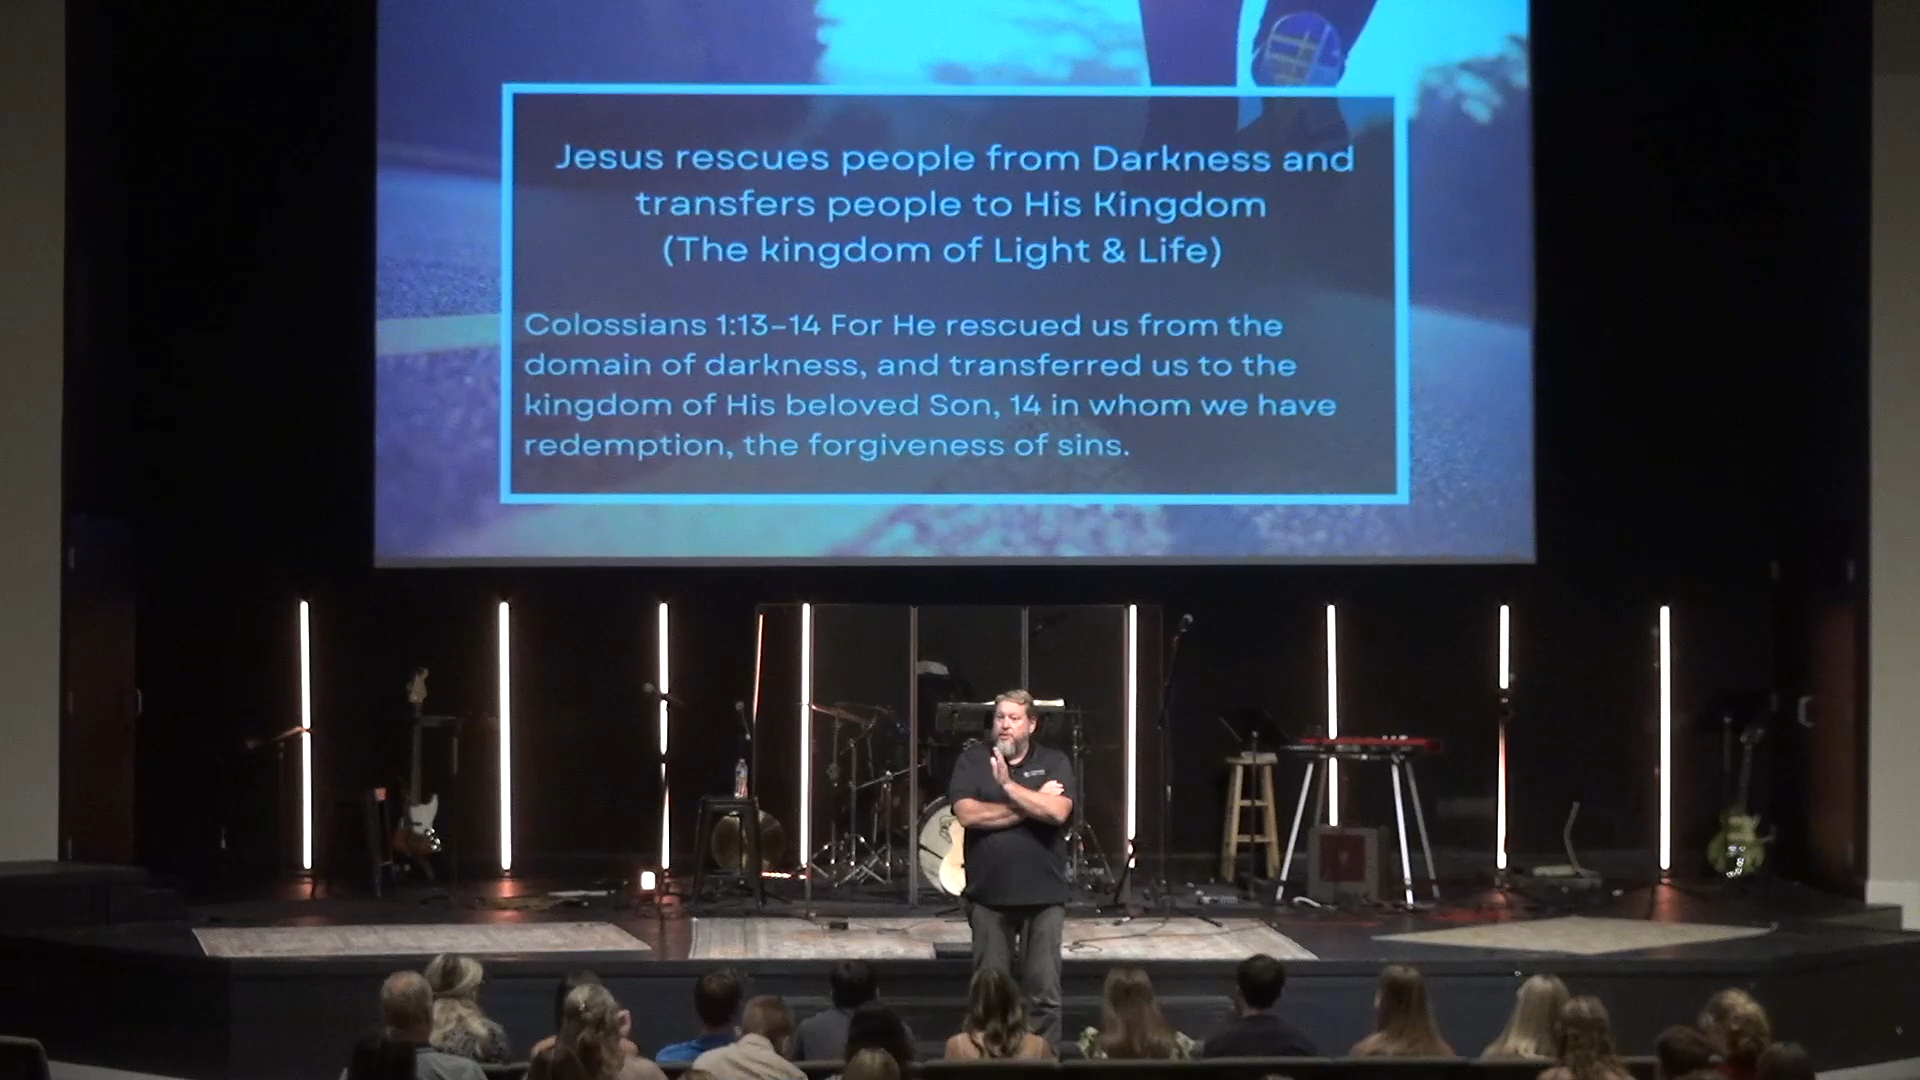 Jesus rescues people from Darkness and
transfers people to His Kingdom
(The kingdom of Light & Life)
Colossians 1:13-14 For He rescued us from the
domain of darkness, and transferred us to the
kingdom of His beloved Son, 14 in whom we have
redemption, the forgiveness of sins.